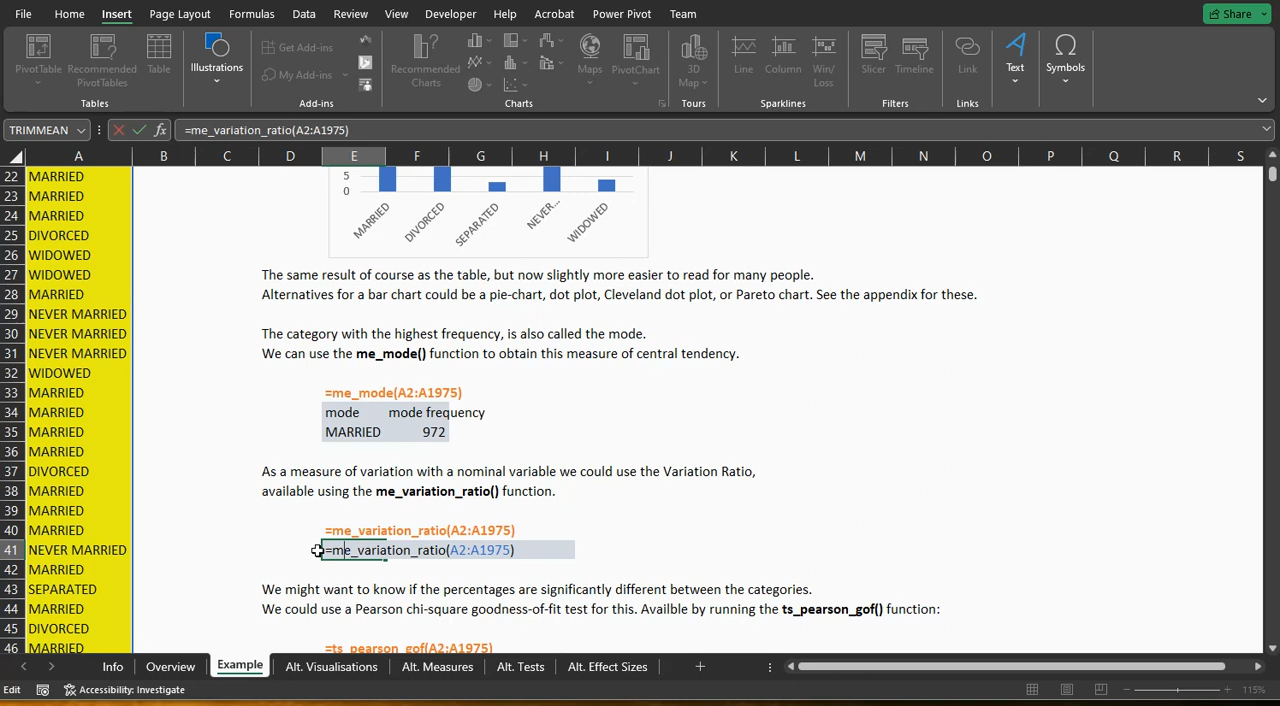 File Home Insert Page Layout Formulas Data Review View Developer Help Acrobat Power Pivot Team Share
PivotTable Recommended PivotTables Table Illustrations Get Add-ins My Add-ins Recommended Charts Maps PivotChart 3D Map Line Column Win/Loss Slicer Timeline Link Text Symbols
Tables Add-ins Charts Tours Sparklines Filters Links
TRIMMEAN fx =me_variation_ratio(A2:A1975)
A B C D E F G H I J K L M N O P Q R S
22 MARRIED 5
23 MARRIED 0
24 MARRIED
25 DIVORCED
26 WIDOWED
MARRIED DIVORCED SEPARATED NEVER... WIDOWED
27 WIDOWED The same result of course as the table, but now slightly more easier to read for many people.
28 MARRIED Alternatives for a bar chart could be a pie-chart, dot plot, Cleveland dot plot, or Pareto chart. See the appendix for these.
29 NEVER MARRIED
30 NEVER MARRIED The category with the highest frequency, is also called the mode.
31 NEVER MARRIED We can use the me_mode() function to obtain this measure of central tendency.
32 WIDOWED
33 MARRIED =me_mode(A2:A1975)
34 MARRIED mode mode frequency
35 MARRIED MARRIED 972
36 MARRIED
37 DIVORCED As a measure of variation with a nominal variable we could use the Variation Ratio,
38 MARRIED available using the me_variation_ratio() function.
39 MARRIED
40 MARRIED =me_variation_ratio(A2:A1975)
41 NEVER MARRIED =me_variation_ratio(A2:A1975)
42 MARRIED
43 SEPARATED We might want to know if the percentages are significantly different between the categories.
44 MARRIED We could use a Pearson chi-square goodness-of-fit test for this. Availble by running the ts_pearson_gof() function:
45 DIVORCED
46 MARRIED =ts_pearson_gof(A2:A1975)
Info Overview Example Alt. Visualisations Alt. Measures Alt. Tests Alt. Effect Sizes
Edit Accessibility: Investigate 115%